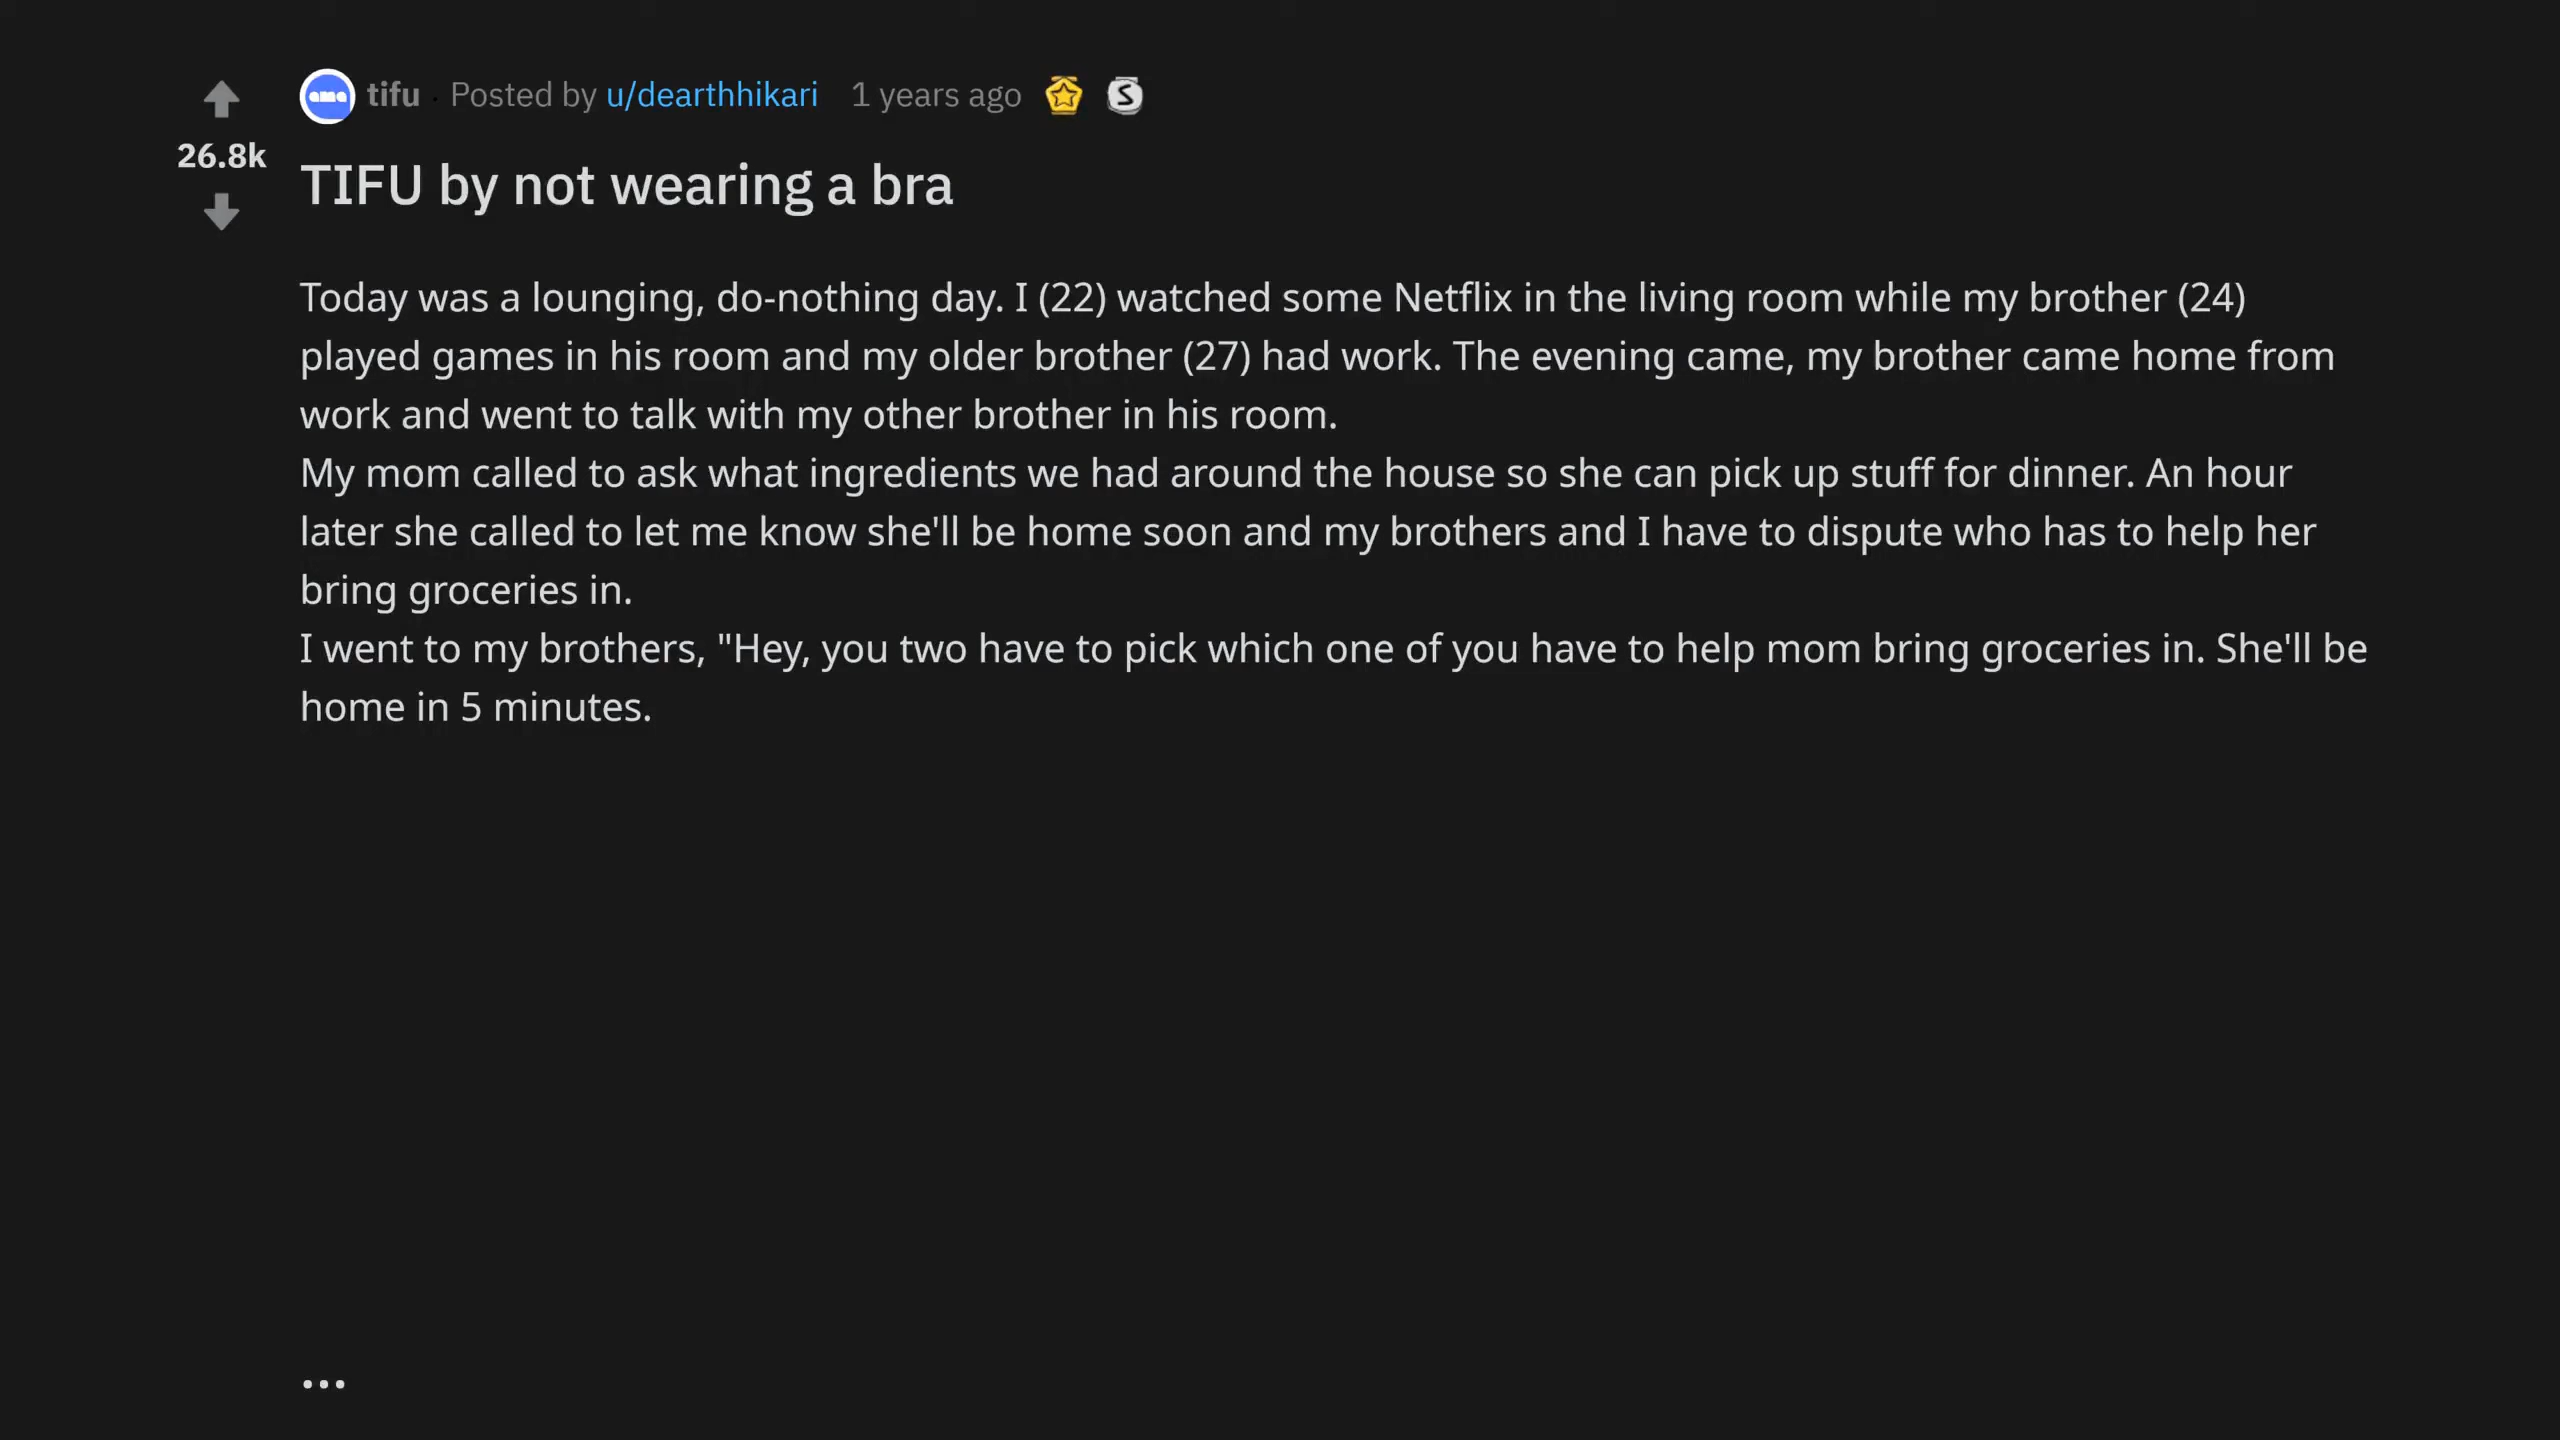 ama tifu · Posted by u/dearthhikari 1 years ago S
26.8k
TIFU by not wearing a bra
Today was a lounging, do-nothing day. I (22) watched some Netflix in the living room while my brother (24)
played games in his room and my older brother (27) had work. The evening came, my brother came home from
work and went to talk with my other brother in his room.
My mom called to ask what ingredients we had around the house so she can pick up stuff for dinner. An hour
later she called to let me know she'll be home soon and my brothers and I have to dispute who has to help her
bring groceries in.
I went to my brothers, "Hey, you two have to pick which one of you have to help mom bring groceries in. She'll be
home in 5 minutes.
...